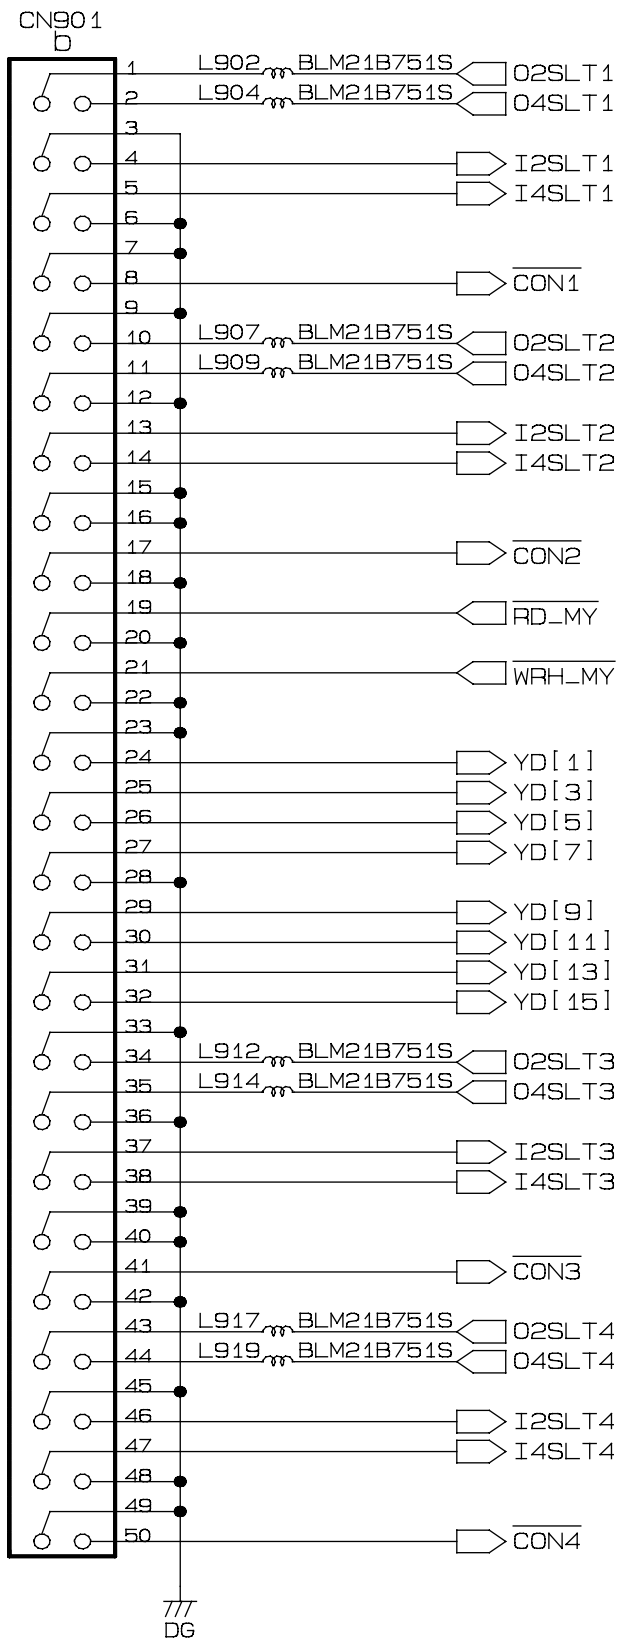 CN901
b
1 L902 BLM21B751S O2SLT1
2 L904 BLM21B751S O4SLT1
3
4 I2SLT1
5 I4SLT1
6
7
8 CON1
9
10 L907 BLM21B751S O2SLT2
11 L909 BLM21B751S O4SLT2
12
13 I2SLT2
14 I4SLT2
15
16
17 CON2
18
19 RD_MY
20
21 WRH_MY
22
23
24 YD[1]
25 YD[3]
26 YD[5]
27 YD[7]
28
29 YD[9]
30 YD[11]
31 YD[13]
32 YD[15]
33
34 L912 BLM21B751S O2SLT3
35 L914 BLM21B751S O4SLT3
36
37 I2SLT3
38 I4SLT3
39
40
41 CON3
42
43 L917 BLM21B751S O2SLT4
44 L919 BLM21B751S O4SLT4
45
46 I2SLT4
47 I4SLT4
48
49
50 CON4
DG